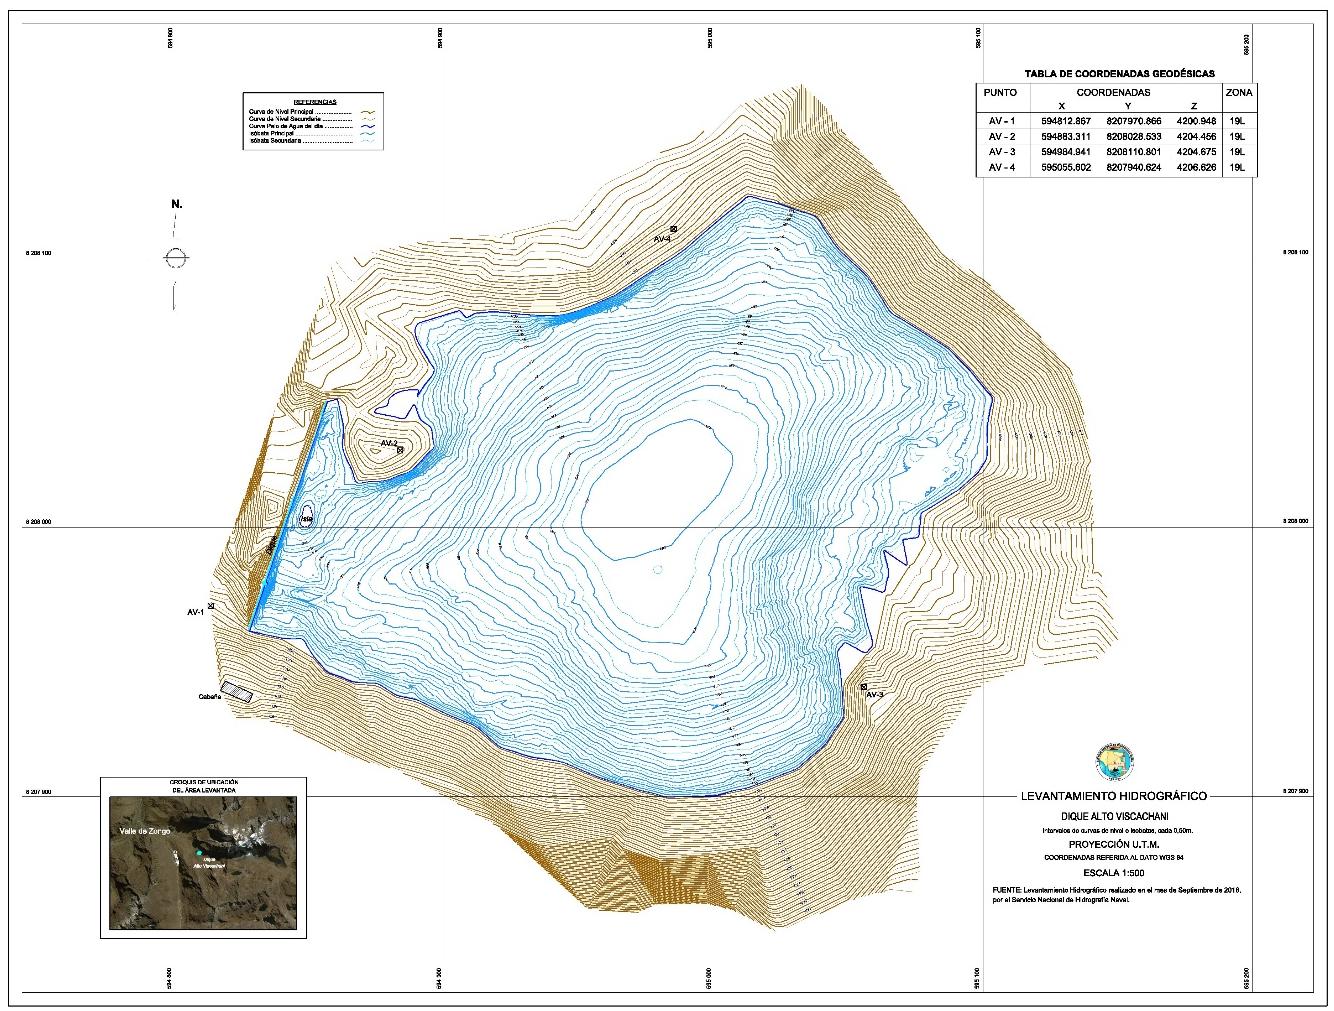 594 800
594 900
595 000
595 100
595 200
TABLA DE COORDENADAS GEODÉSICAS
PUNTO COORDENADAS ZONA
X Y Z
AV - 1 594812.867 8207970.866 4200.948 19L
AV - 2 594883.311 8208028.533 4204.456 19L
AV - 3 594984.941 8208110.801 4204.675 19L
AV - 4 595055.602 8207940.624 4206.626 19L
REFERENCIAS
Curva de Nivel Principal
Curva de Nivel Secundaria
Curva Pelo de Agua del día
Isóbata Principal
Isóbata Secundaria
N.
8 208 100
8 208 100
AV-4
AV-2
Isla
8 208 000
8 208 000
Dique
AV-1
AV-3
Cabaña
CROQUIS DE UBICACIÓN
DEL ÁREA LEVANTADA
Valle de Zongo
Dique
Alto Viscachani
8 207 900
8 207 900
LEVANTAMIENTO HIDROGRÁFICO
DIQUE ALTO VISCACHANI
Intervalos de curvas de nivel e isobatas, cada 0,50m.
PROYECCIÓN U.T.M.
COORDENADAS REFERIDA AL DATO WGS 84
ESCALA 1:500
FUENTE: Levantamiento Hidrográfico realizado en el mes de Septiembre de 2018,
por el Servicio Nacional de Hidrografía Naval.
594 800
594 900
595 000
595 100
595 200